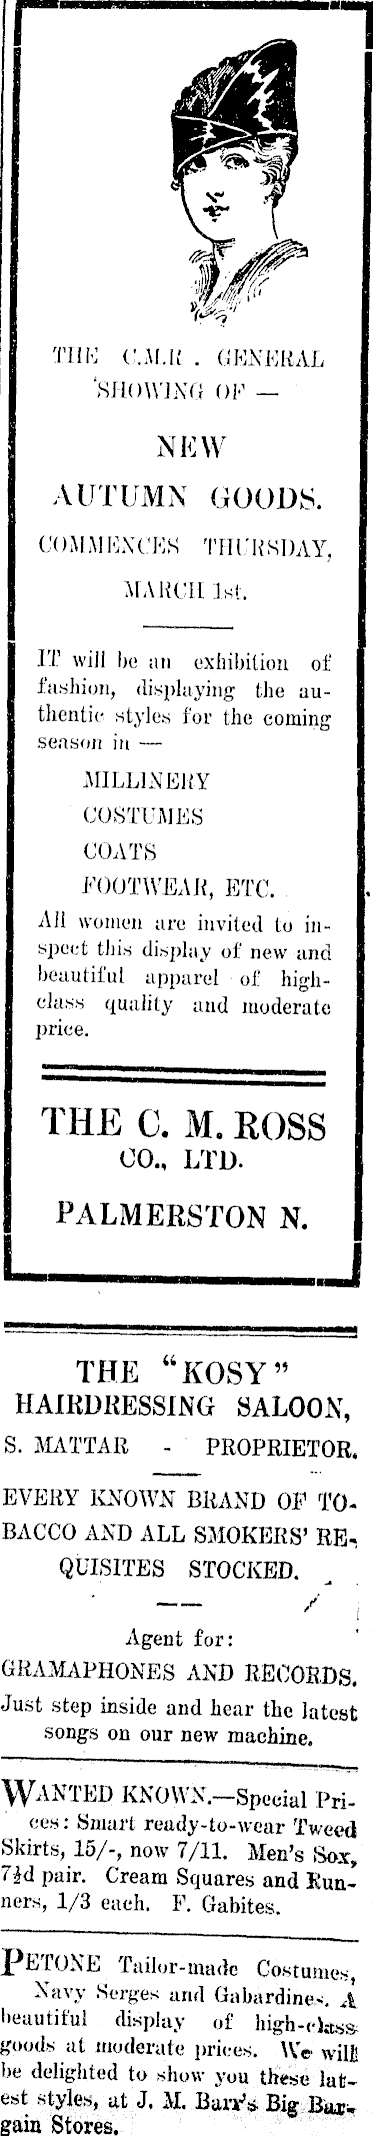 THE C.M.R . GENERAL
'SHOWING OF —
NEW
AUTUMN GOODS.
COMMENCES THURSDAY,
MARCH 1st.
IT will be an exhibition of
fashion, displaying the au-
thentic styles for the coming
season in —
MILLINERY
COSTUMES
COATS
FOOTWEAR, ETC.
All women are invited to in-
spect this display of new and
beautiful apparel of high-
class quality and moderate
price.
THE C. M. ROSS
CO., LTD.
PALMERSTON N.
THE "KOSY"
HAIRDRESSING SALOON,
S. MATTAR - PROPRIETOR.
EVERY KNOWN BRAND OF TO-
BACCO AND ALL SMOKERS' RE-
QUISITES STOCKED.
Agent for:
GRAMAPHONES AND RECORDS.
Just step inside and hear the latest
songs on our new machine.
WANTED KNOWN.—Special Pri-
ces: Smart ready-to-wear Tweed
Skirts, 15/-, now 7/11. Men's Sox,
7½d pair. Cream Squares and Run-
ners, 1/3 each. F. Gabites.
PETONE Tailor-made Costumes,
Navy Serges and Gabardines. A
beautiful display of high-class
goods at moderate prices. We will
be delighted to show you these lat-
est styles, at J. M. Barr's Big Bar-
gain Stores.